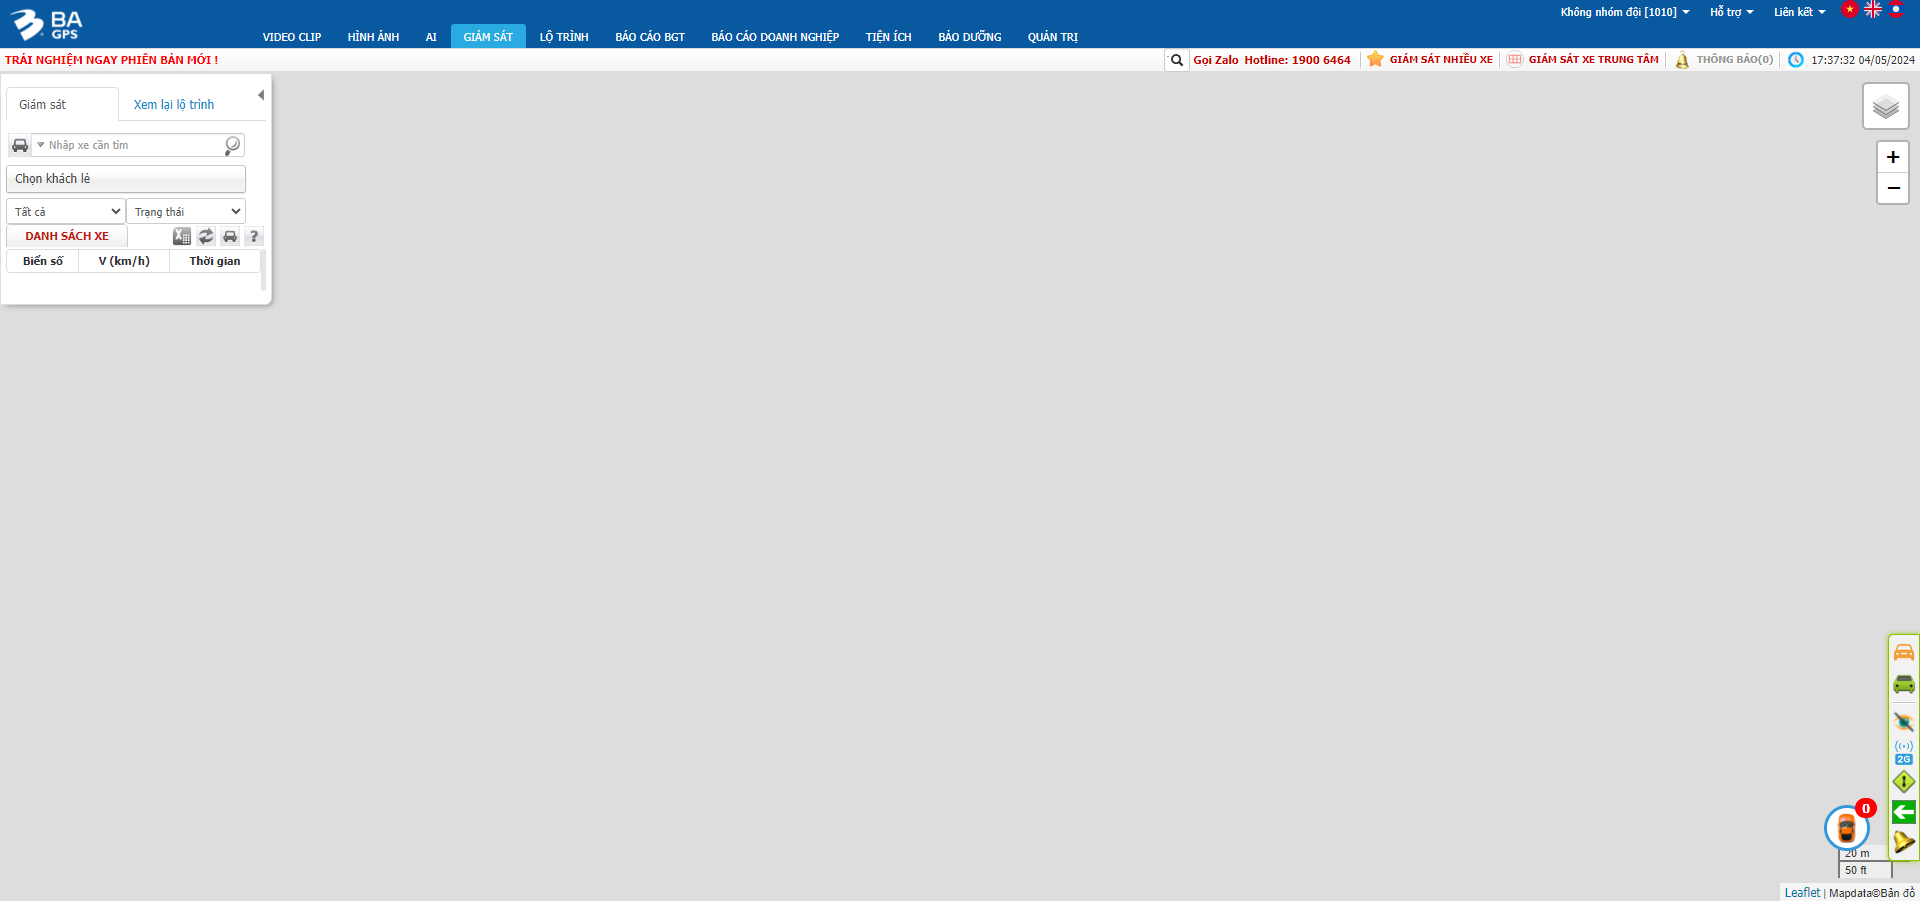 BA GPS
Không nhóm đội [1010] Hỗ trợ Liên kết
VIDEO CLIP HÌNH ẢNH AI GIÁM SÁT LỘ TRÌNH BÁO CÁO BGT BÁO CÁO DOANH NGHIỆP TIỆN ÍCH BẢO DƯỠNG QUẢN TRỊ
TRẢI NGHIỆM NGAY PHIÊN BẢN MỚI !
Gọi Zalo Hotline: 1900 6464 GIÁM SÁT NHIỀU XE GIÁM SÁT XE TRUNG TÂM THÔNG BÁO(0) 17:37:32 04/05/2024
Giám sát Xem lại lộ trình
Nhập xe cần tìm
Chọn khách lẻ
Tất cả Trạng thái
DANH SÁCH XE ?
Biển số V (km/h) Thời gian
+
−
2G
0
20 m
50 ft
Leaflet | Mapdata©Bản đồ